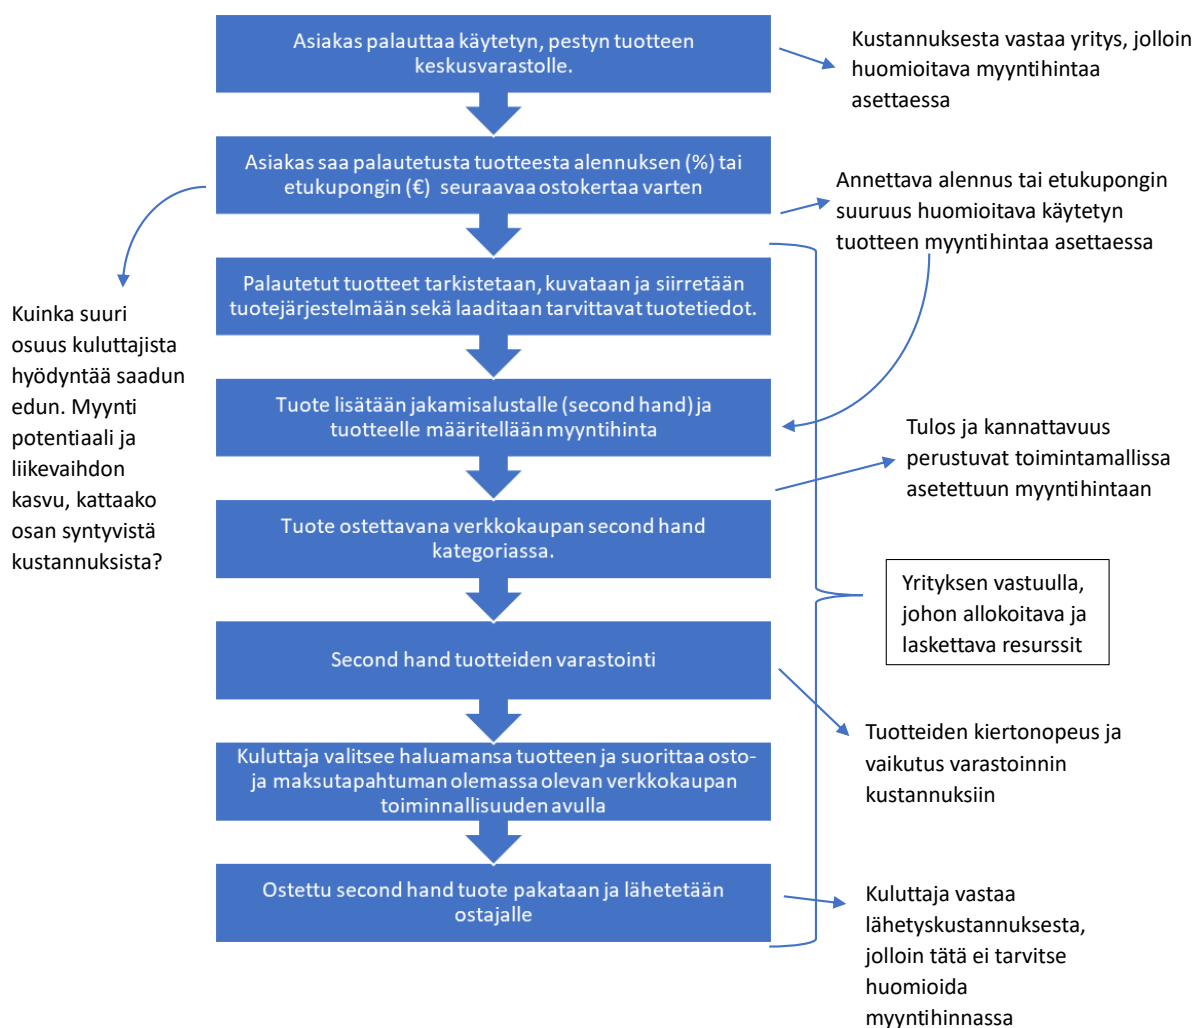 Asiakas palauttaa käytetyn, pestyn tuotteen
keskusvarastolle.
Kustannuksesta vastaa yritys, jolloin
huomioitava myyntihintaa
asettaessa
Asiakas saa palautetusta tuotteesta alennuksen (%) tai
etukupongin (€) seuraavaa ostokertaa varten
Annettava alennus tai etukupongin
suuruus huomioitava käytetyn
tuotteen myyntihintaa asettaessa
Palautetut tuotteet tarkistetaan, kuvataan ja siirretään
tuotejärjestelmään sekä laaditaan tarvittavat tuotetiedot.
Kuinka suuri
osuus kuluttajista
hyödyntää saadun
edun. Myynti
potentiaali ja
liikevaihdon
kasvu, kattaako
osan syntyvistä
kustannuksista?
Tuote lisätään jakamisalustalle (second hand) ja
tuotteelle määritellään myyntihinta
Tulos ja kannattavuus
perustuvat toimintamallissa
asetettuun myyntihintaan
Tuote ostettavana verkkokaupan second hand
kategoriassa.
Yrityksen vastuulla,
johon allokoitava ja
laskettava resurssit
Second hand tuotteiden varastointi
Tuotteiden kiertonopeus ja
vaikutus varastoinnin
kustannuksiin
Kuluttaja valitsee haluamansa tuotteen ja suorittaa osto-
ja maksutapahtuman olemassa olevan verkkokaupan
toiminnallisuuden avulla
Ostettu second hand tuote pakataan ja lähetetään
ostajalle
Kuluttaja vastaa
lähetyskustannuksesta,
jolloin tätä ei tarvitse
huomioida
myyntihinnassa